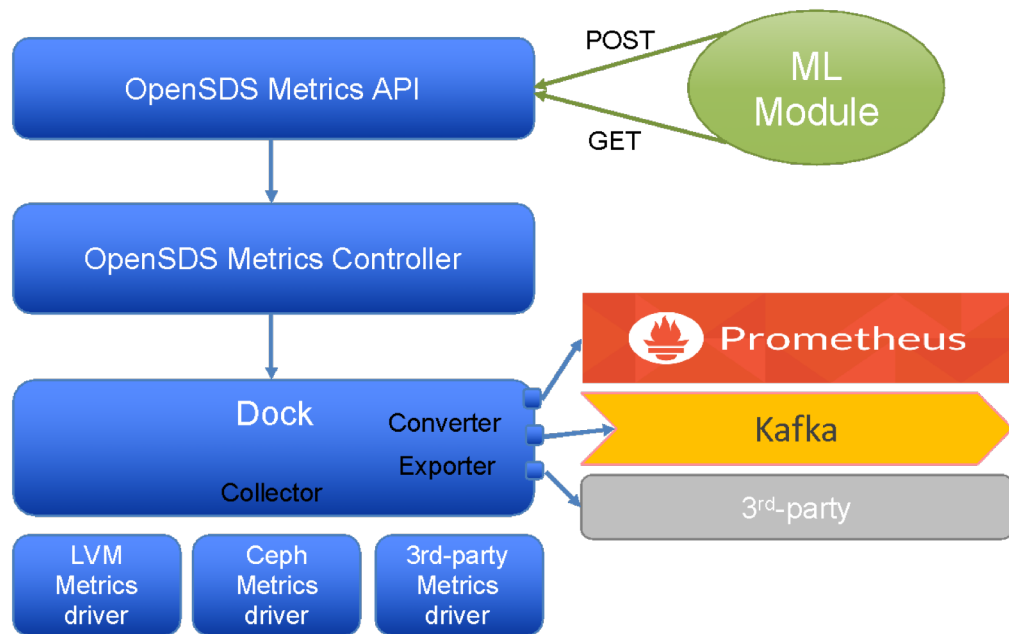 POST
OpenSDS Metrics API
ML
Module
GET
OpenSDS Metrics Controller
Prometheus
Dock
Converter
Kafka
Exporter
Collector
3rd-party
LVM
Metrics
driver
Ceph
Metrics
driver
3rd-party
Metrics
driver